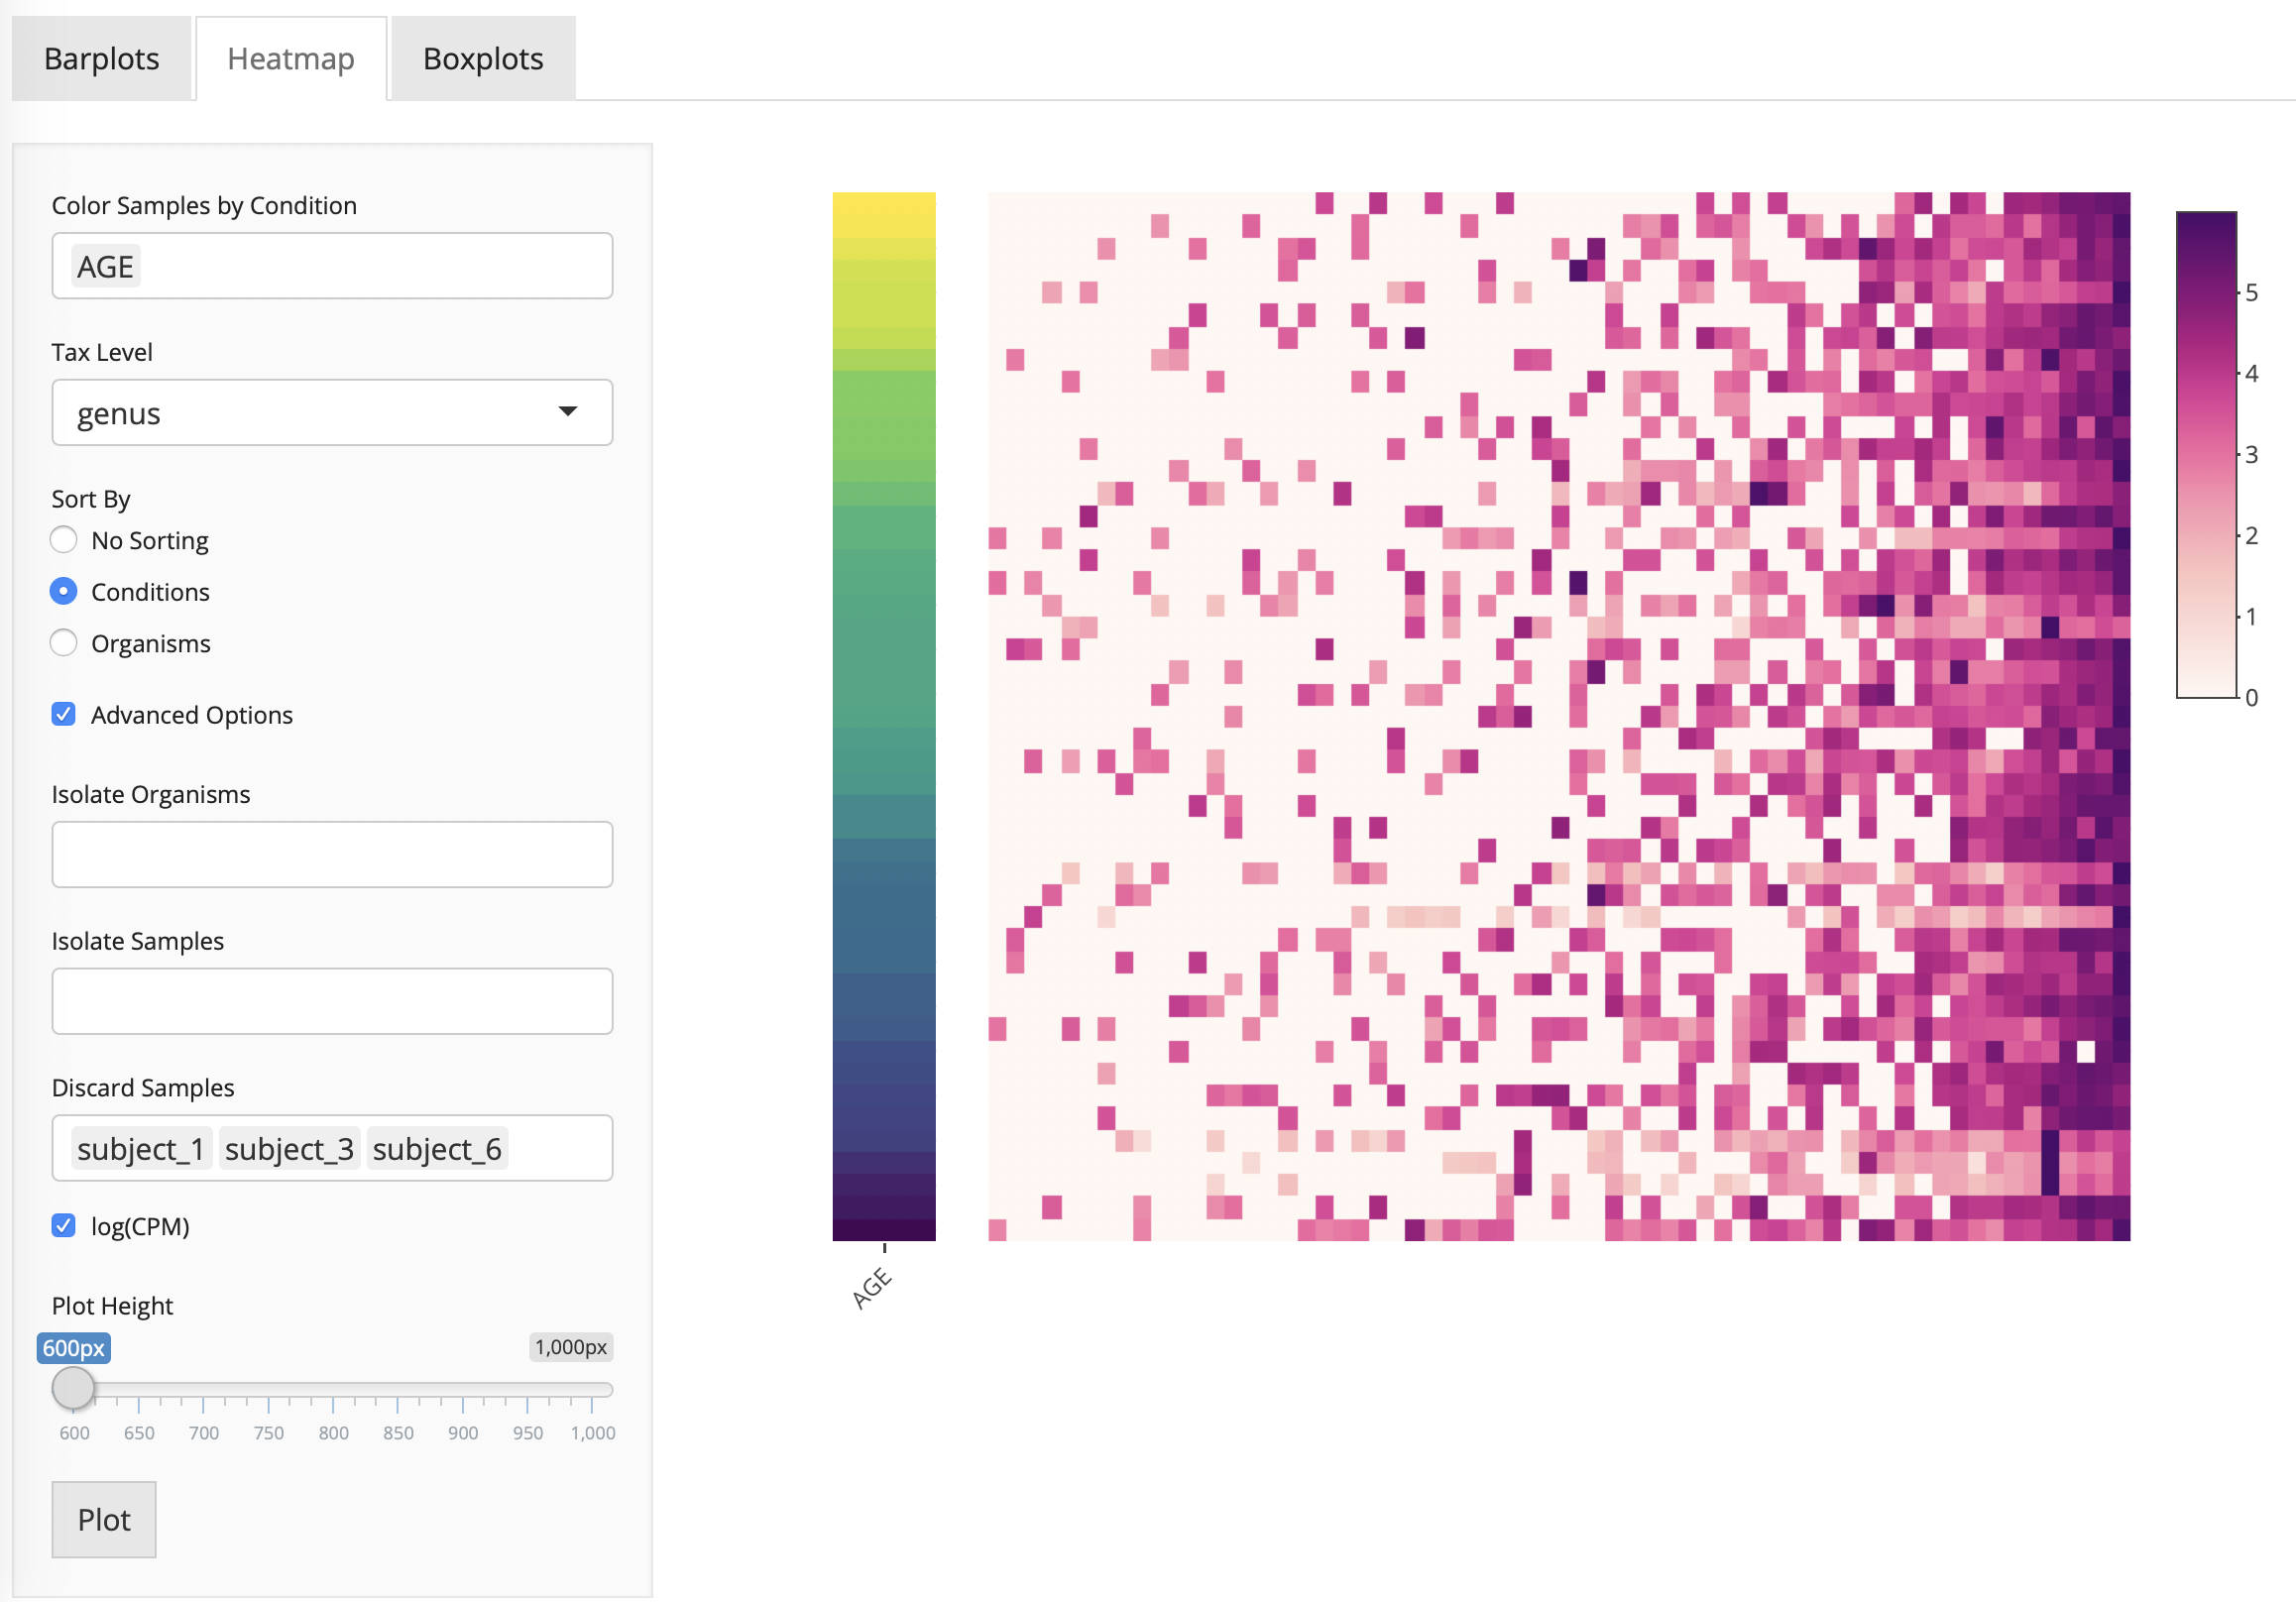 Barplots Heatmap Boxplots
Color Samples by Condition
AGE
Tax Level
genus
Sort By
No Sorting
Conditions
Organisms
Advanced Options
Isolate Organisms
Isolate Samples
Discard Samples
subject_1 subject_3 subject_6
log(CPM)
Plot Height
600px 1,000px
600 650 700 750 800 850 900 950 1,000
Plot
AGE
5
4
3
2
1
0